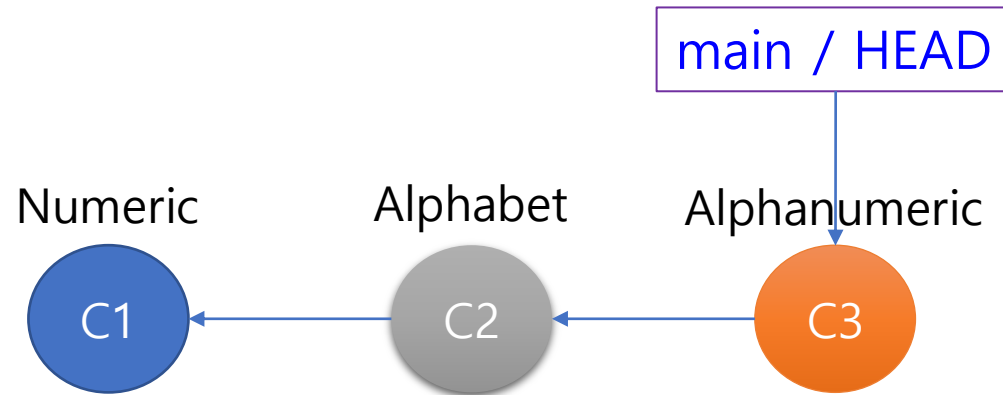 main / HEAD
Numeric
Alphabet
Alphanumeric
C1
C2
C3